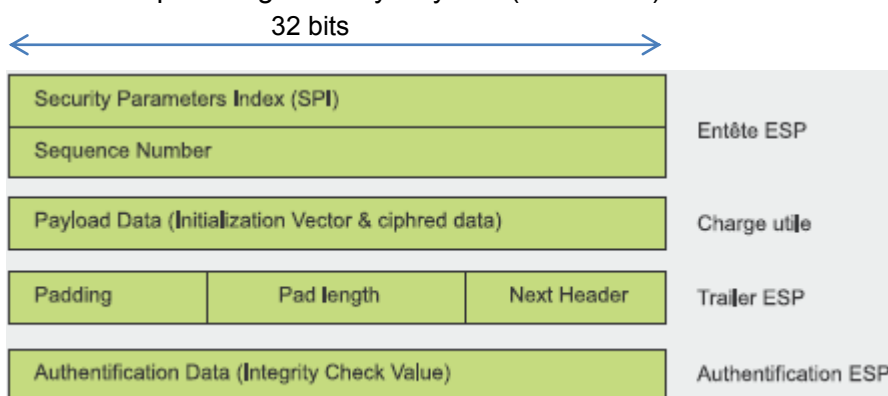 32 bits
Security Parameters Index (SPI)
Entête ESP
Sequence Number
Payload Data (Initialization Vector & ciphred data)
Charge utile
Padding Pad length Next Header
Trailer ESP
Authentification Data (Integrity Check Value)
Authentification ESP